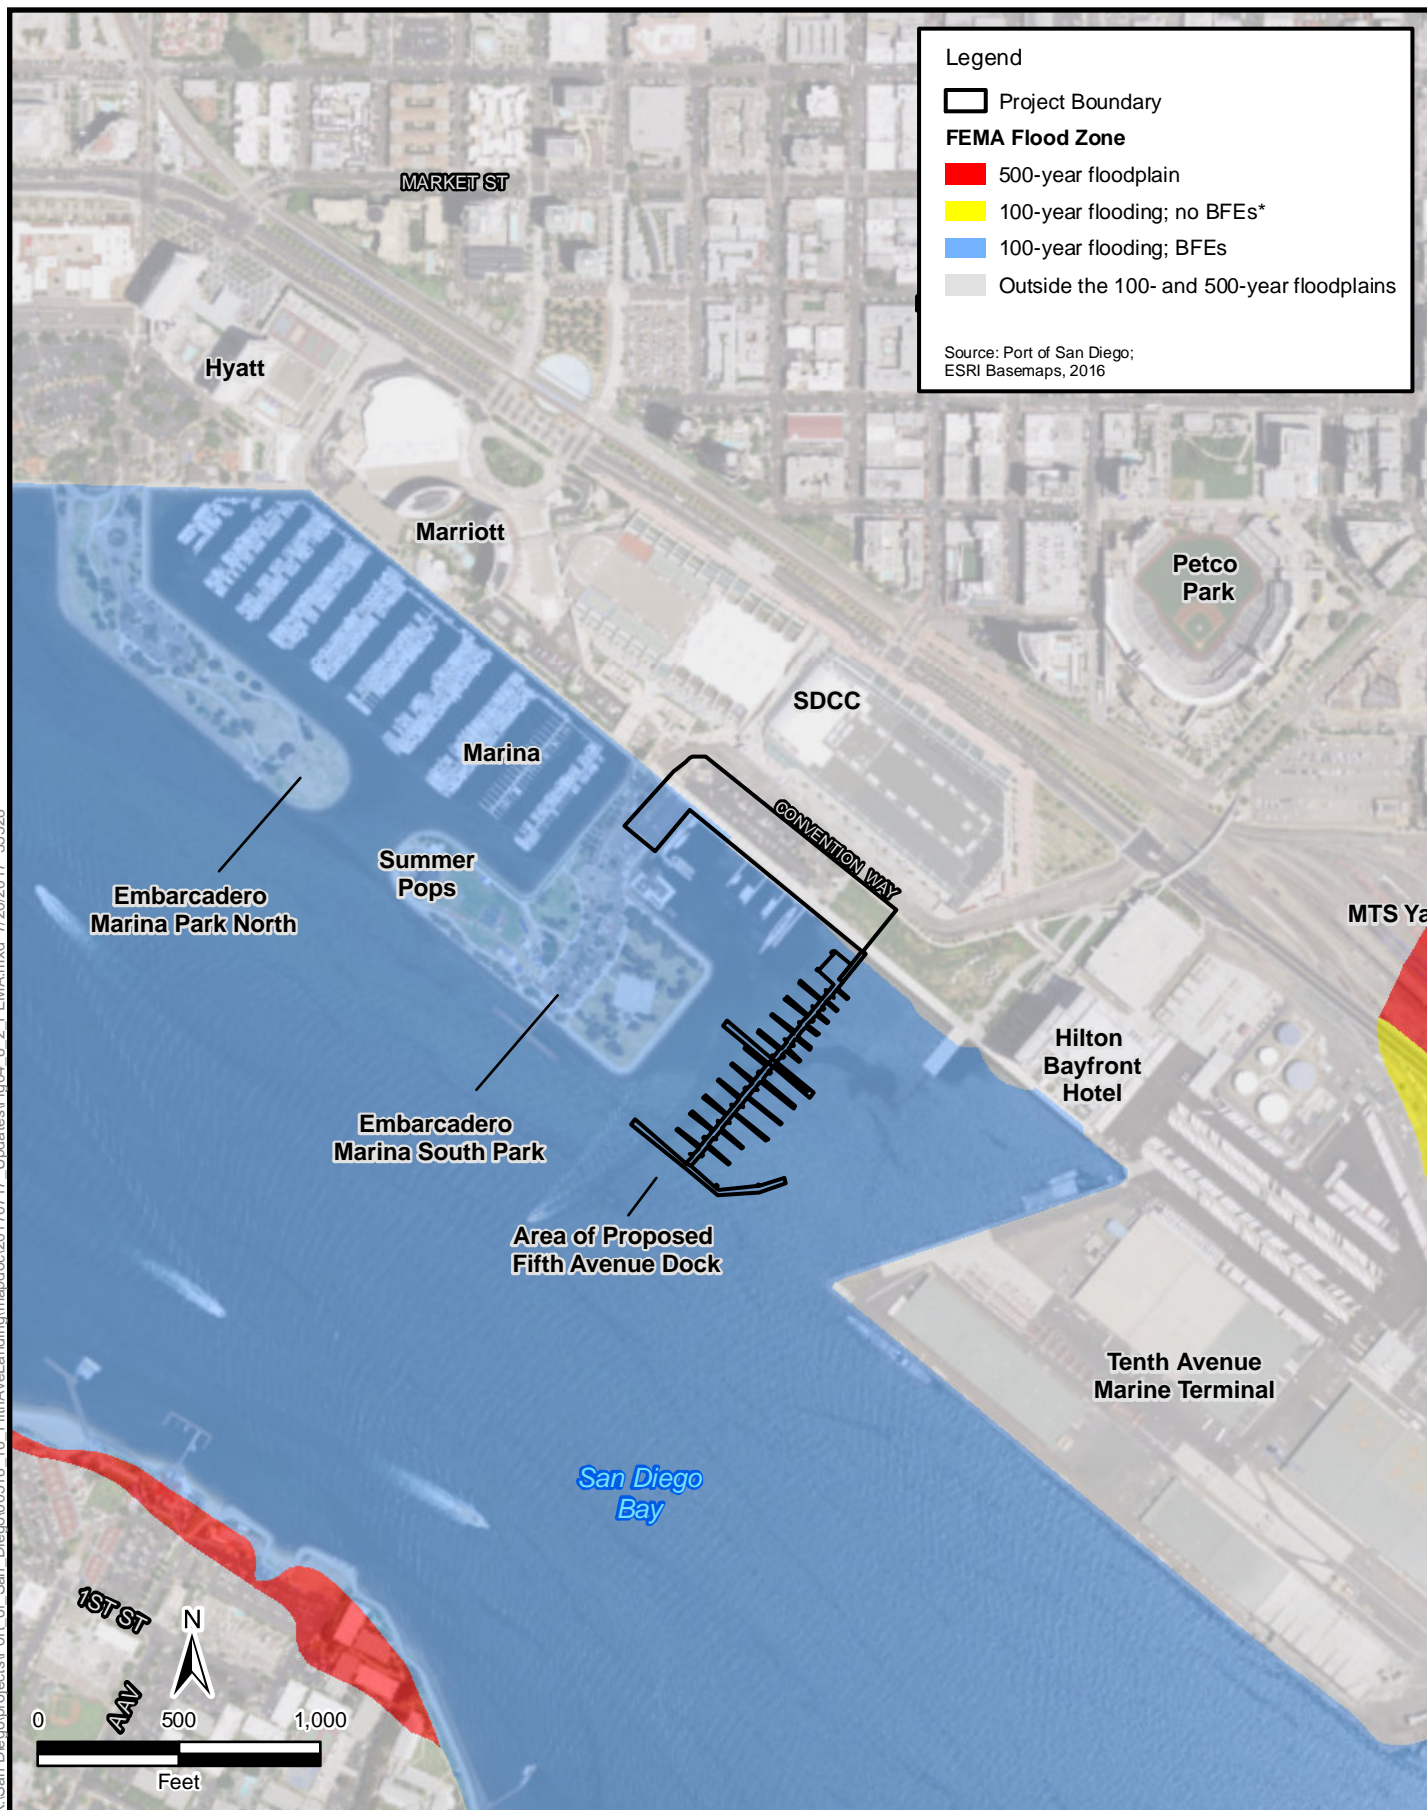 Legend
Project Boundary
FEMA Flood Zone
500-year floodplain
100-year flooding; no BFEs*
100-year flooding; BFEs
Outside the 100- and 500-year floodplains
Source: Port of San Diego;
ESRI Basemaps, 2016
MARKET ST
Hyatt
Marriott
Petco
Park
SDCC
Marina
CONVENTION WAY
Summer
Pops
Embarcadero
Marina Park North
MTS Ya
Hilton
Bayfront
Hotel
Embarcadero
Marina South Park
Area of Proposed
Fifth Avenue Dock
Tenth Avenue
Marine Terminal
San Diego
Bay
1ST ST
N
A AV
0 500 1,000
Feet